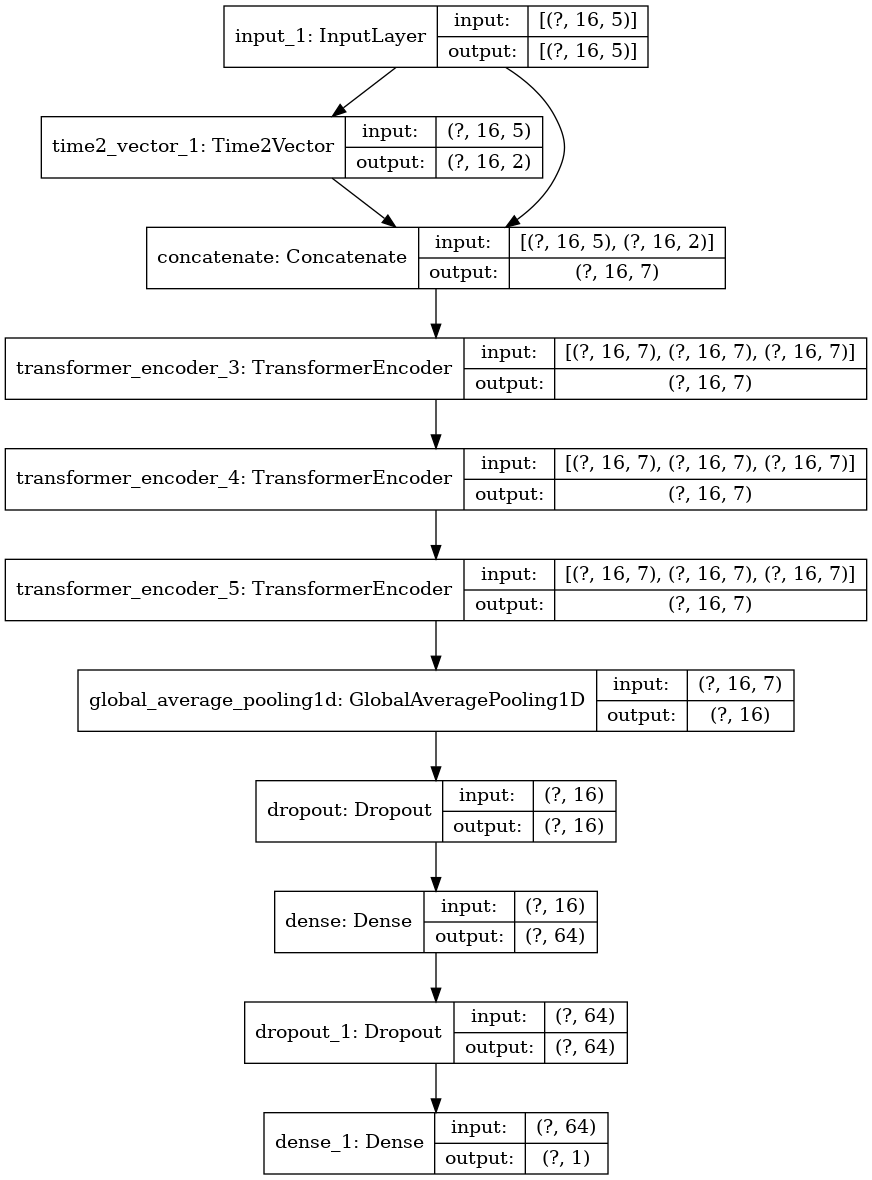 input_1: InputLayer
input:
[(?, 16, 5)]
output:
[(?, 16, 5)]
time2_vector_1: Time2Vector
input:
(?, 16, 5)
output:
(?, 16, 2)
concatenate: Concatenate
input:
[(?, 16, 5), (?, 16, 2)]
output:
(?, 16, 7)
transformer_encoder_3: TransformerEncoder
input:
[(?, 16, 7), (?, 16, 7), (?, 16, 7)]
output:
(?, 16, 7)
transformer_encoder_4: TransformerEncoder
input:
[(?, 16, 7), (?, 16, 7), (?, 16, 7)]
output:
(?, 16, 7)
transformer_encoder_5: TransformerEncoder
input:
[(?, 16, 7), (?, 16, 7), (?, 16, 7)]
output:
(?, 16, 7)
global_average_pooling1d: GlobalAveragePooling1D
input:
(?, 16, 7)
output:
(?, 16)
dropout: Dropout
input:
(?, 16)
output:
(?, 16)
dense: Dense
input:
(?, 16)
output:
(?, 64)
dropout_1: Dropout
input:
(?, 64)
output:
(?, 64)
dense_1: Dense
input:
(?, 64)
output:
(?, 1)